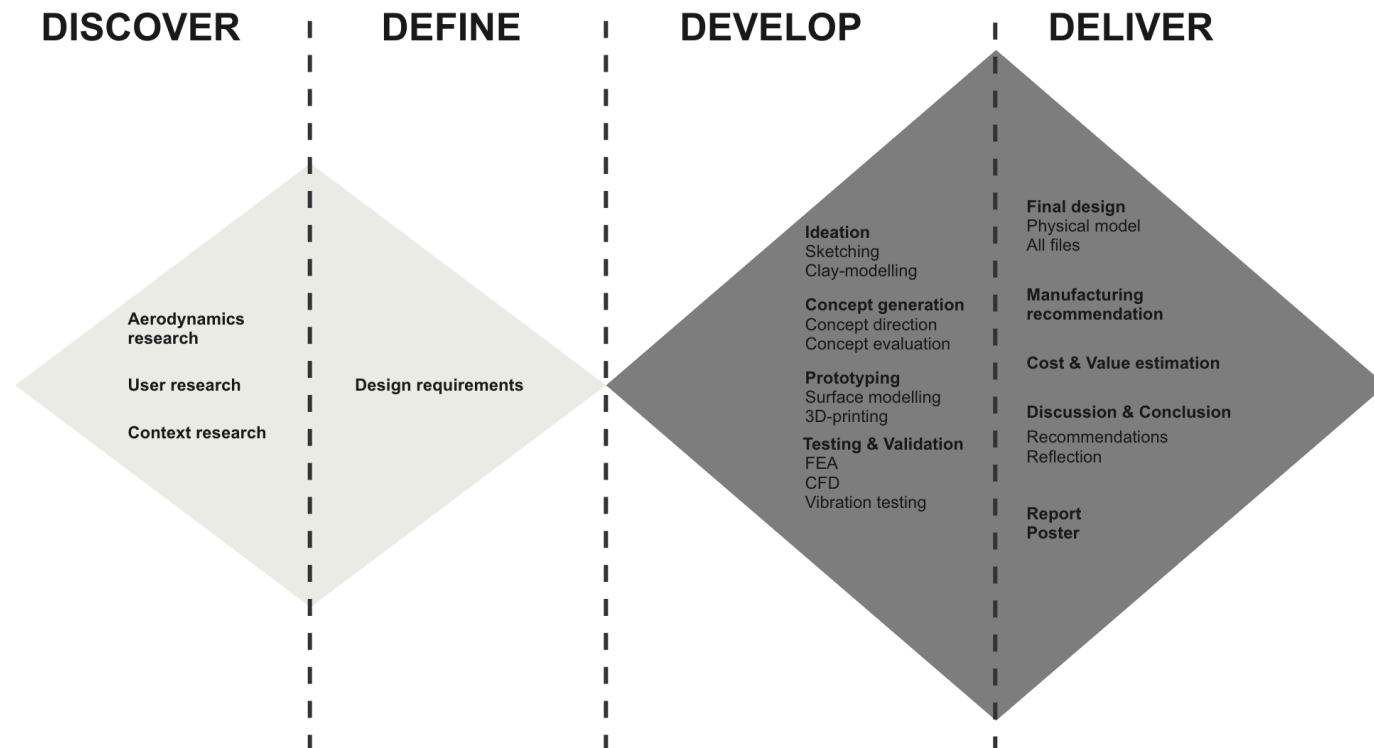 DISCOVER
DEFINE
DEVELOP
DELIVER
Aerodynamics
research
User research
Context research
Design requirements
Ideation
Sketching
Clay-modelling
Concept generation
Concept direction
Concept evaluation
Prototyping
Surface modelling
3D-printing
Testing & Validation
FEA
CFD
Vibration testing
Final design
Physical model
All files
Manufacturing
recommendation
Cost & Value estimation
Discussion & Conclusion
Recommendations
Reflection
Report
Poster